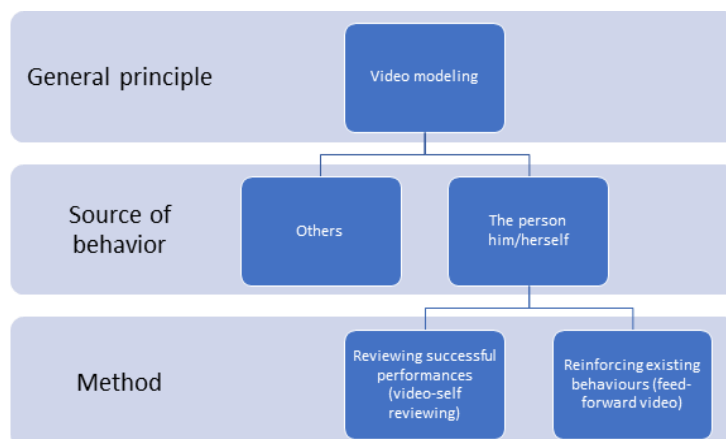 General principle
Video modeling
Source of
behavior
Others
The person
him/herself
Method
Reviewing successful
performances
(video-self
reviewing)
Reinforcing existing
behaviours (feed-
forward video)